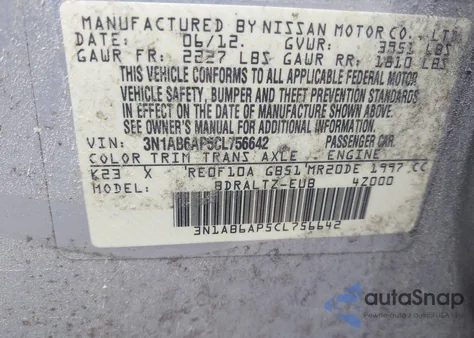 MANUFACTURED BY NISSAN MOTOR CO., LTD.
DATE: 06/12. GVWR: 3951 LBS
GAWR FR: 2227 LBS GAWR RR: 1810 LBS
THIS VEHICLE CONFORMS TO ALL APPLICABLE FEDERAL MOTOR
VEHICLE SAFETY, BUMPER AND THEFT PREVENTION STANDARDS
IN EFFECT ON THE DATE OF MANUFACTURE SHOWN ABOVE.
SEE OWNER'S MANUAL FOR ADDITIONAL INFORMATION.
VIN: 3N1AB6AP5CL756642 PASSENGER CAR
COLOR TRIM TRANS AXLE ENGINE
K23 X RE0F10A GB51 MR20DE 1997 CC
MODEL: BDRALTZ-EUB 4Z000
3N1AB6AP5CL756642
autoSnap